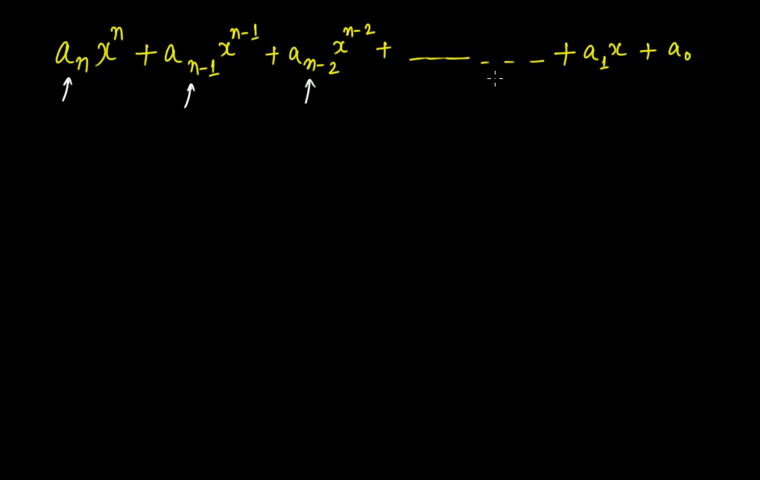 aₙxⁿ + aₙ₋₁xⁿ⁻¹ + aₙ₋₂xⁿ⁻² + —— - - - + a₁x + a₀